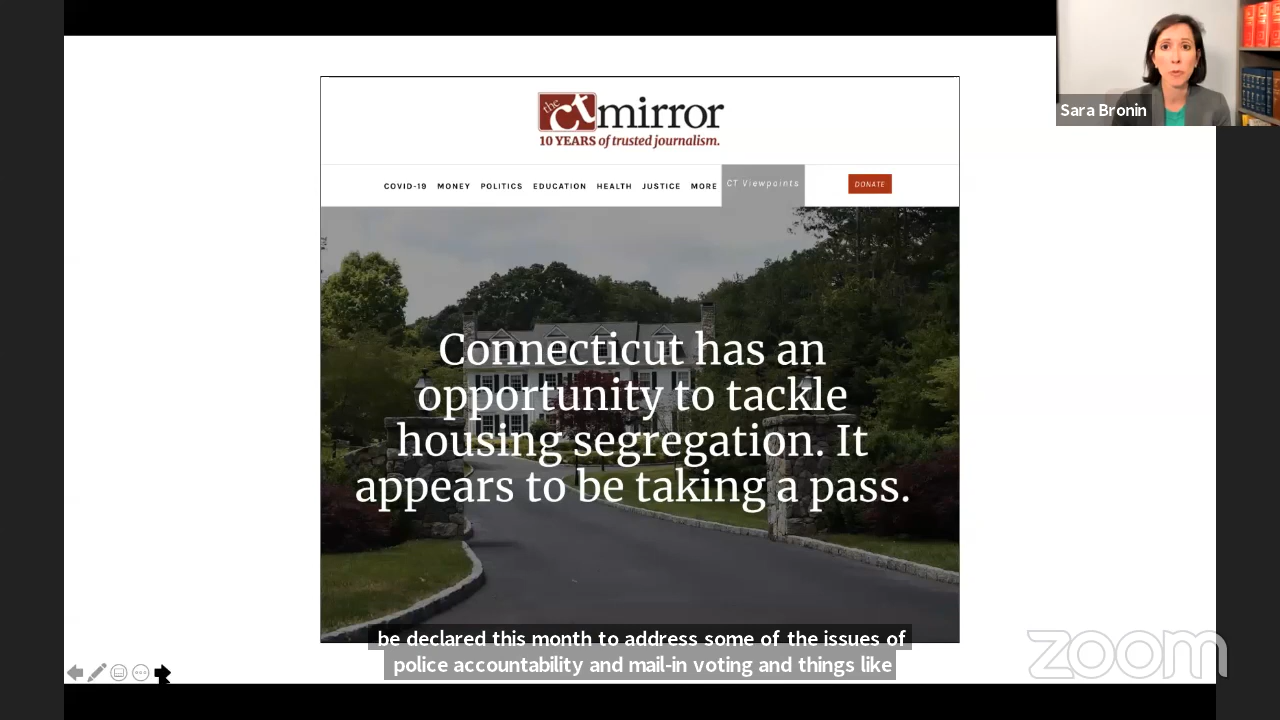 the ct mirror
10 YEARS of trusted journalism.
COVID-19 MONEY POLITICS EDUCATION HEALTH JUSTICE MORE CT Viewpoints DONATE
Connecticut has an
opportunity to tackle
housing segregation. It
appears to be taking a pass.
be declared this month to address some of the issues of
police accountability and mail-in voting and things like
Sara Bronin
zoom